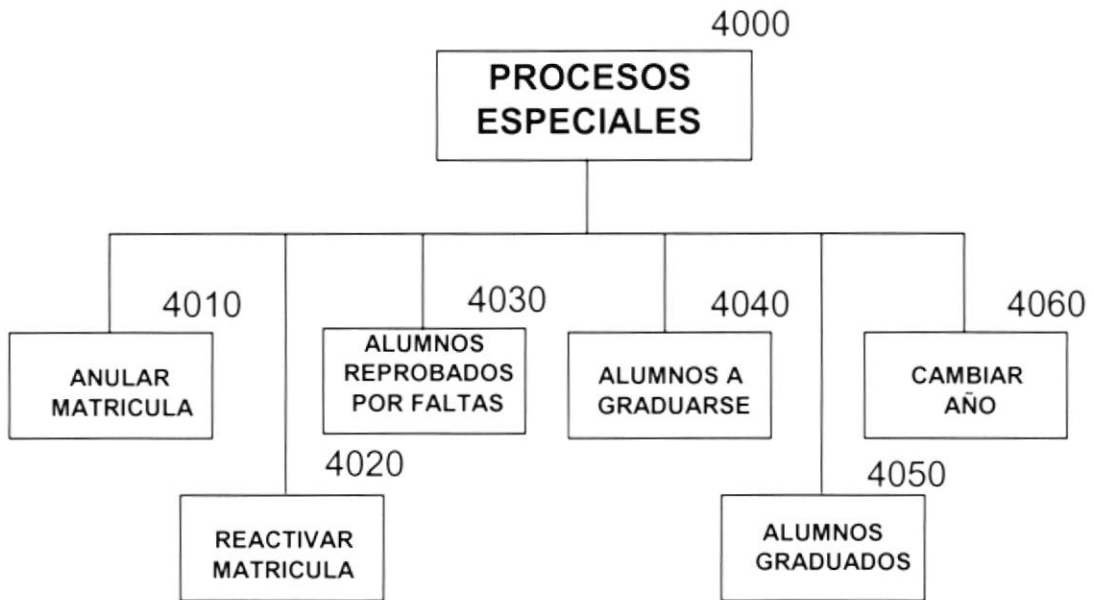 4000
PROCESOS
ESPECIALES
4010
ANULAR
MATRICULA
4020
REACTIVAR
MATRICULA
4030
ALUMNOS
REPROBADOS
POR FALTAS
4040
ALUMNOS A
GRADUARSE
4050
ALUMNOS
GRADUADOS
4060
CAMBIAR
AÑO